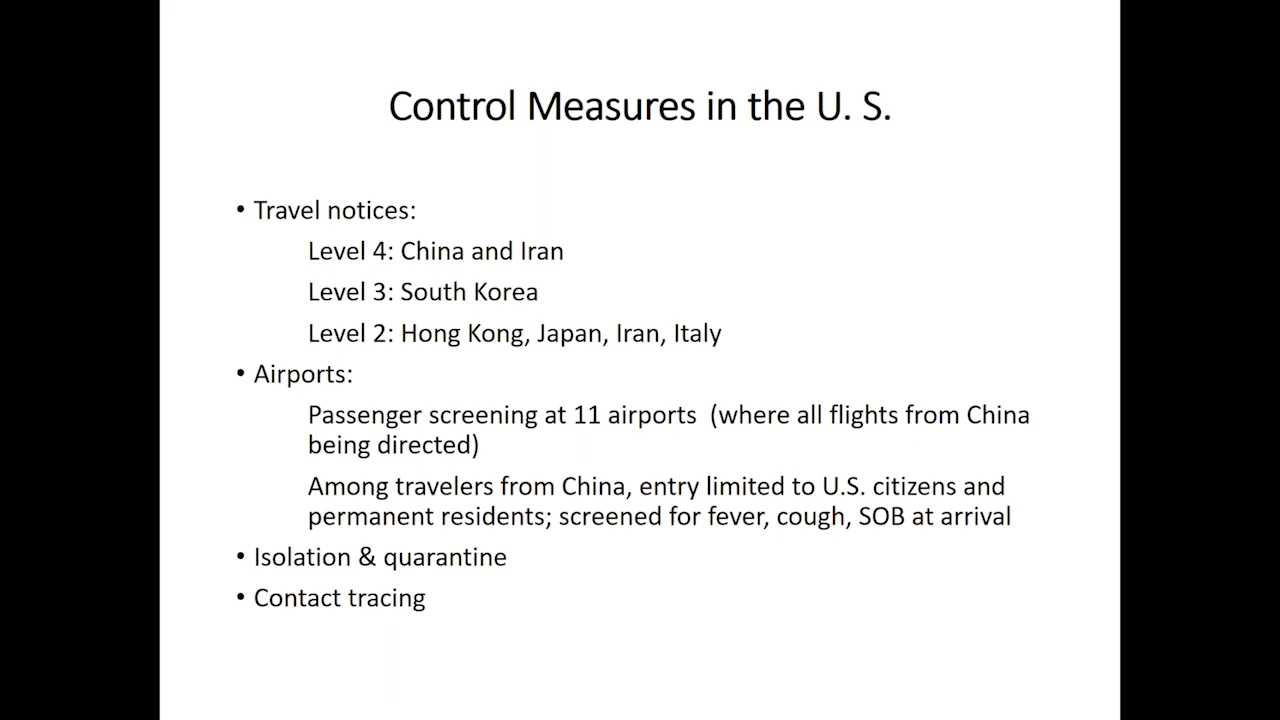 Control Measures in the U. S.
• Travel notices:
Level 4: China and Iran
Level 3: South Korea
Level 2: Hong Kong, Japan, Iran, Italy
• Airports:
Passenger screening at 11 airports  (where all flights from China
being directed)
Among travelers from China, entry limited to U.S. citizens and
permanent residents; screened for fever, cough, SOB at arrival
• Isolation & quarantine
• Contact tracing